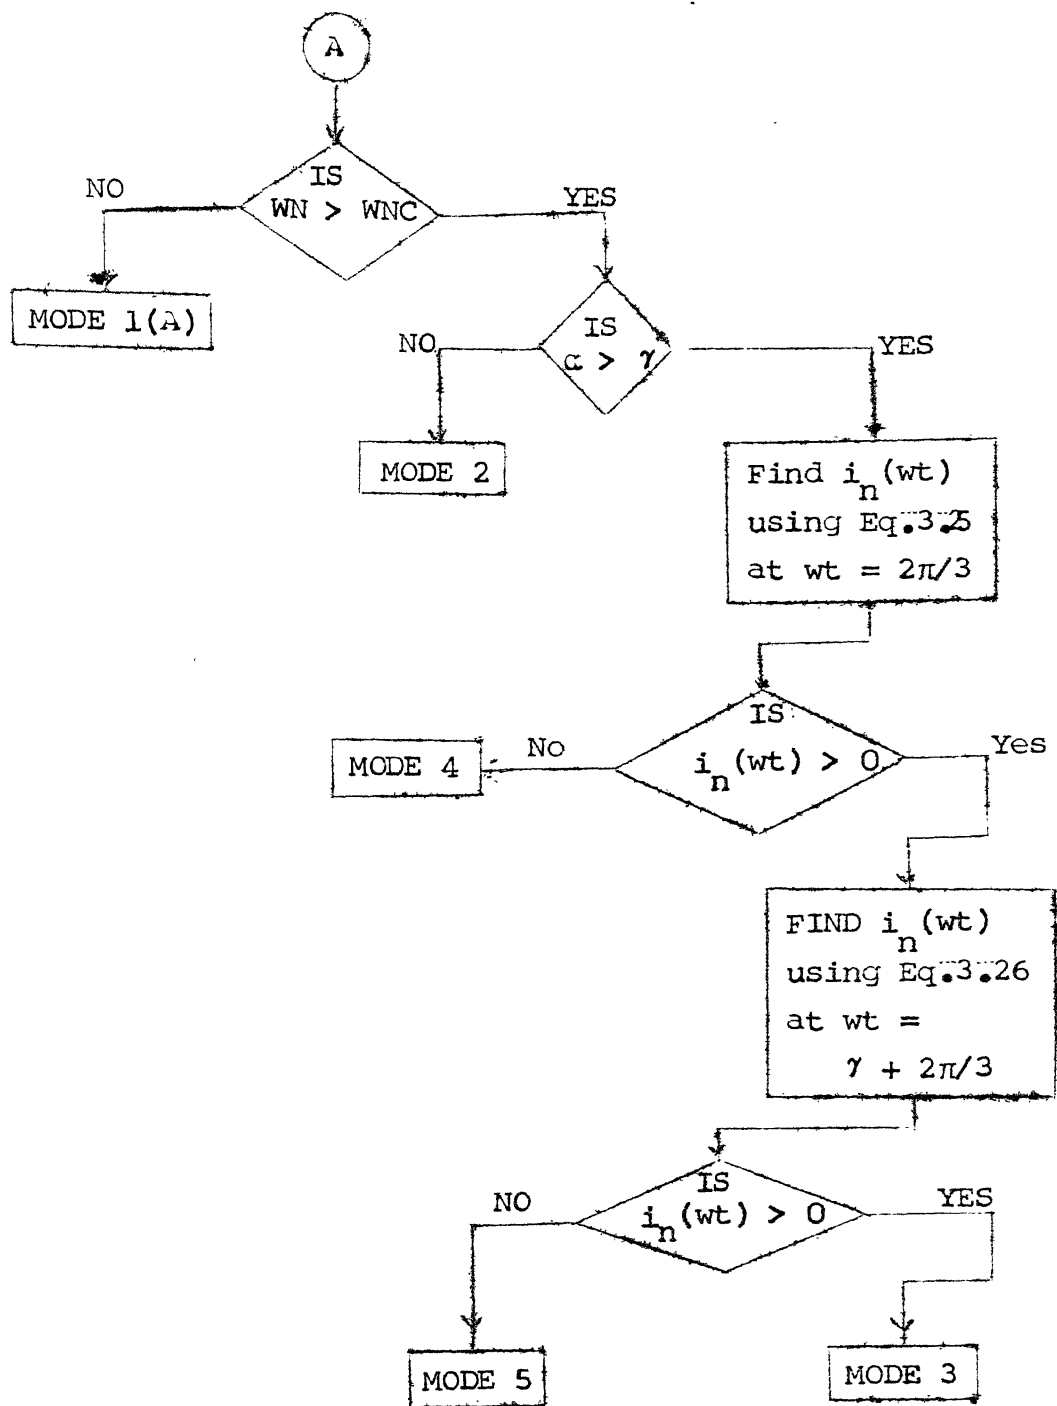 A
IS
WN > WNC
NO
YES
MODE 1(A)
IS
α > γ
NO
YES
MODE 2
Find i_n(wt)
using Eq.3.25
at wt = 2π/3
IS
i_n(wt) > 0
No
Yes
MODE 4
FIND i_n(wt)
using Eq.3.26
at wt =
γ + 2π/3
IS
i_n(wt) > 0
NO
YES
MODE 5
MODE 3